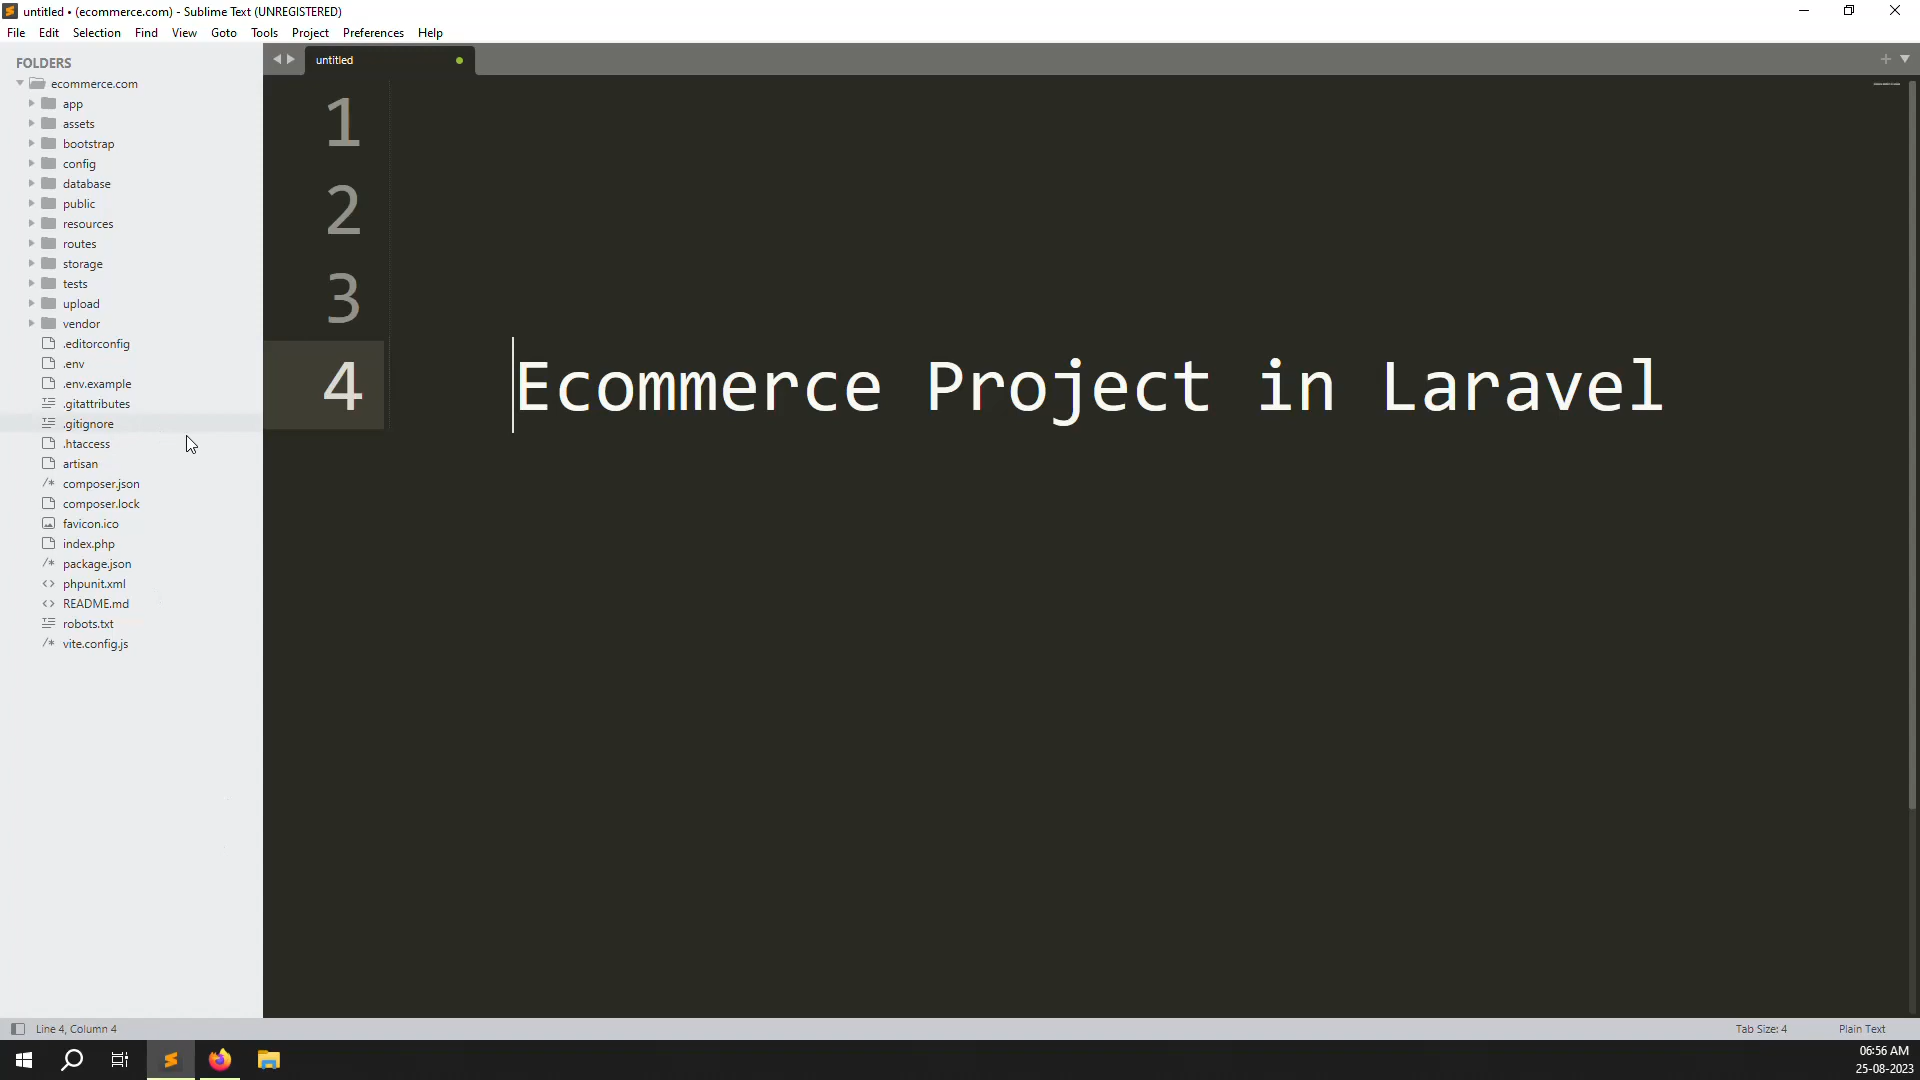 untitled • (ecommerce.com) - Sublime Text (UNREGISTERED)
File Edit Selection Find View Goto Tools Project Preferences Help
FOLDERS
ecommerce.com
app
assets
bootstrap
config
database
public
resources
routes
storage
tests
upload
vendor
.editorconfig
.env
.env.example
.gitattributes
.gitignore
.htaccess
artisan
composer.json
composer.lock
favicon.ico
index.php
package.json
phpunit.xml
README.md
robots.txt
vite.config.js
untitled
1
2
3
4 Ecommerce Project in Laravel
Line 4, Column 4
Tab Size: 4
Plain Text
06:56 AM
25-08-2023